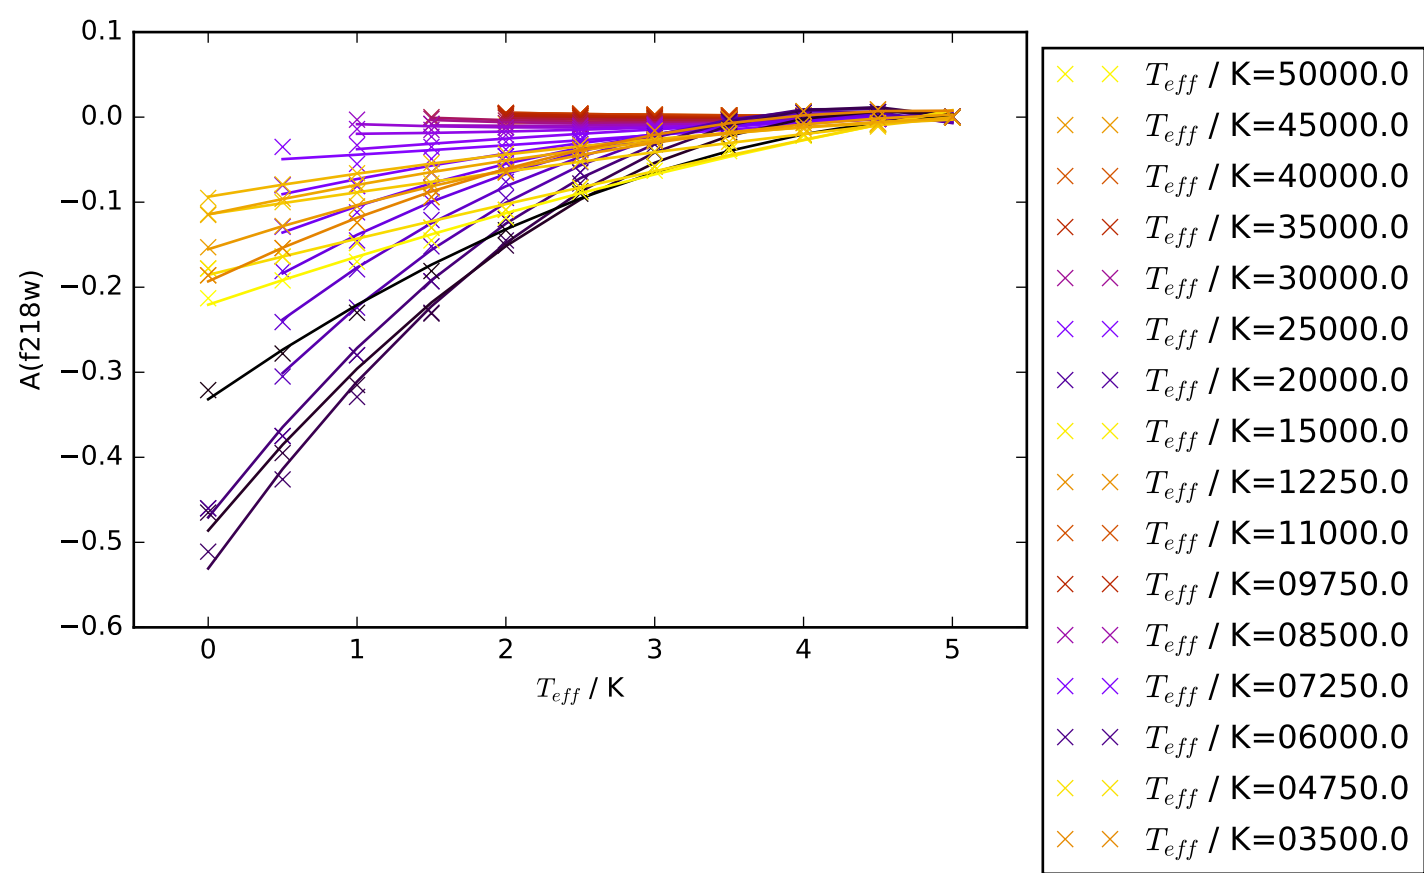 0.1
0.0
−0.1
−0.2
−0.3
−0.4
−0.5
−0.6
A(f218w)
0 1 2 3 4 5
T_eff / K
T_eff / K=50000.0
T_eff / K=45000.0
T_eff / K=40000.0
T_eff / K=35000.0
T_eff / K=30000.0
T_eff / K=25000.0
T_eff / K=20000.0
T_eff / K=15000.0
T_eff / K=12250.0
T_eff / K=11000.0
T_eff / K=09750.0
T_eff / K=08500.0
T_eff / K=07250.0
T_eff / K=06000.0
T_eff / K=04750.0
T_eff / K=03500.0